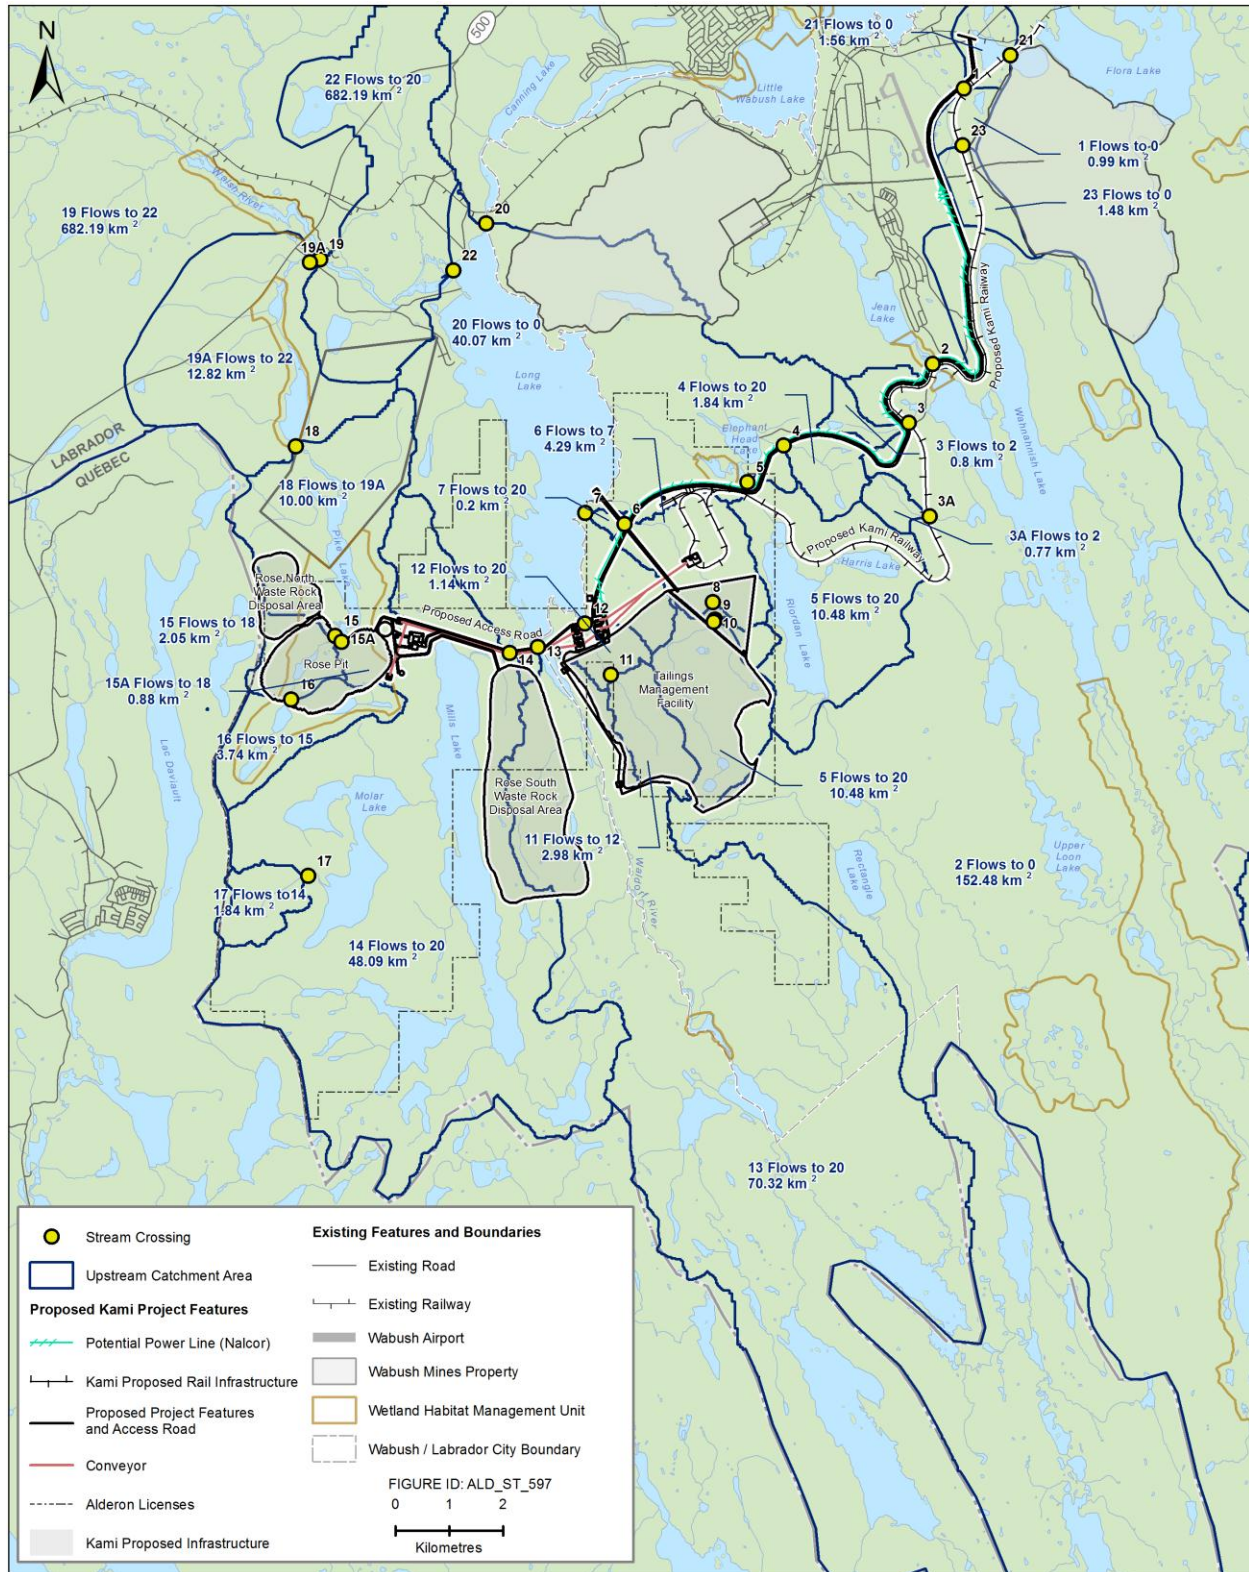 N
500
21 Flows to 0
1.56 km 2
21
Flora Lake
22 Flows to 20
682.19 km 2
Canning Lake
Little
Wabush Lake
1
23
1 Flows to 0
0.99 km 2
23 Flows to 0
1.48 km 2
Walsh River
19 Flows to 22
682.19 km 2
19A
19
20
22
20 Flows to 0
40.07 km 2
Jean
Lake
Proposed Kami Railway
19A Flows to 22
12.82 km 2
Long
Lake
2
4 Flows to 20
1.84 km 2
Wahnahnish Lake
LABRADOR
QUÉBEC
18
6 Flows to 7
4.29 km 2
Elephant
Head
Lake
4
3
3 Flows to 2
0.8 km 2
18 Flows to 19A
10.00 km 2
7 Flows to 20
0.2 km 2
5
7
6
3A
Pike Lake
Proposed Kami Railway
3A Flows to 2
0.77 km 2
12 Flows to 20
1.14 km 2
Harris Lake
Rose North
Waste Rock
Disposal Area
8
9
10
5 Flows to 20
10.48 km 2
Riordan Lake
Proposed Access Road
12
15 Flows to 18
2.05 km 2
15
15A
Rose Pit
14
13
11
Tailings
Management
Facility
15A Flows to 18
0.88 km 2
16
16 Flows to 15
3.74 km 2
Mills Lake
Lac Daviault
5 Flows to 20
10.48 km 2
Rose South
Waste Rock
Disposal Area
Molar
Lake
11 Flows to 12
2.98 km 2
Waldorf River
Rectangle
Lake
Upper
Loon Lake
2 Flows to 0
152.48 km 2
17
17 Flows to14
1.84 km 2
14 Flows to 20
48.09 km 2
13 Flows to 20
70.32 km 2
Stream Crossing
Upstream Catchment Area
Proposed Kami Project Features
Potential Power Line (Nalcor)
Kami Proposed Rail Infrastructure
Proposed Project Features
and Access Road
Conveyor
Alderon Licenses
Kami Proposed Infrastructure
Existing Features and Boundaries
Existing Road
Existing Railway
Wabush Airport
Wabush Mines Property
Wetland Habitat Management Unit
Wabush / Labrador City Boundary
FIGURE ID: ALD_ST_597
0 1 2
Kilometres